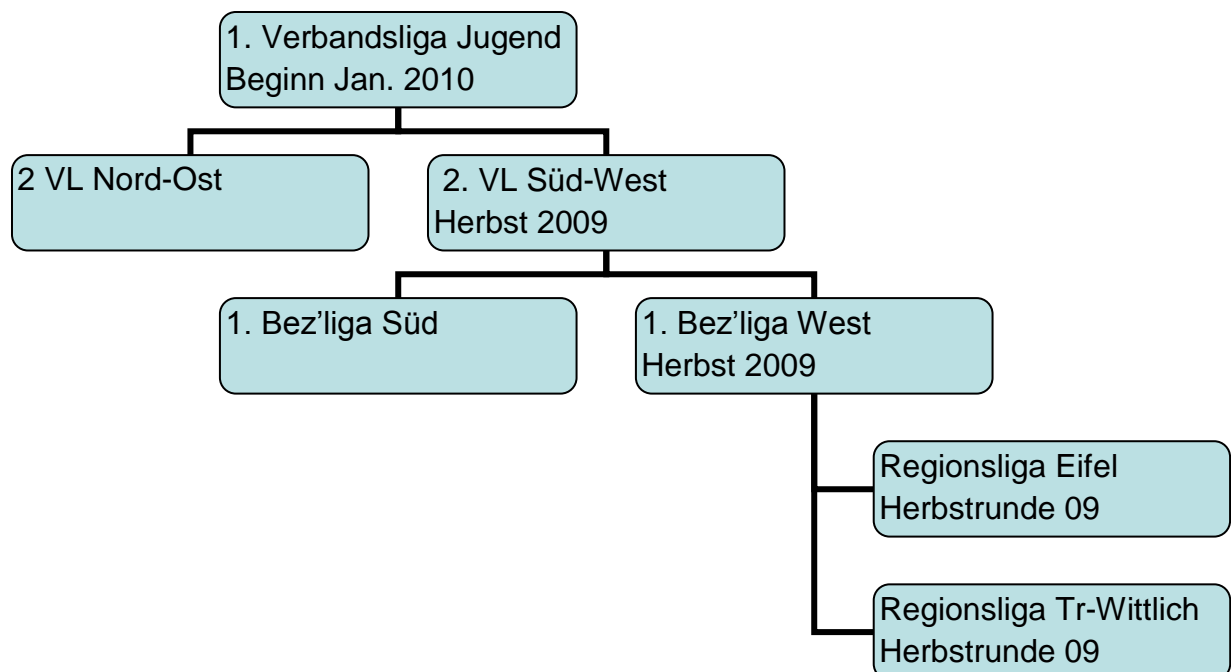 1. Verbandsliga Jugend
Beginn Jan. 2010
2 VL Nord-Ost
2. VL Süd-West
Herbst 2009
1. Bez’liga Süd
1. Bez’liga West
Herbst 2009
Regionsliga Eifel
Herbstrunde 09
Regionsliga Tr-Wittlich
Herbstrunde 09